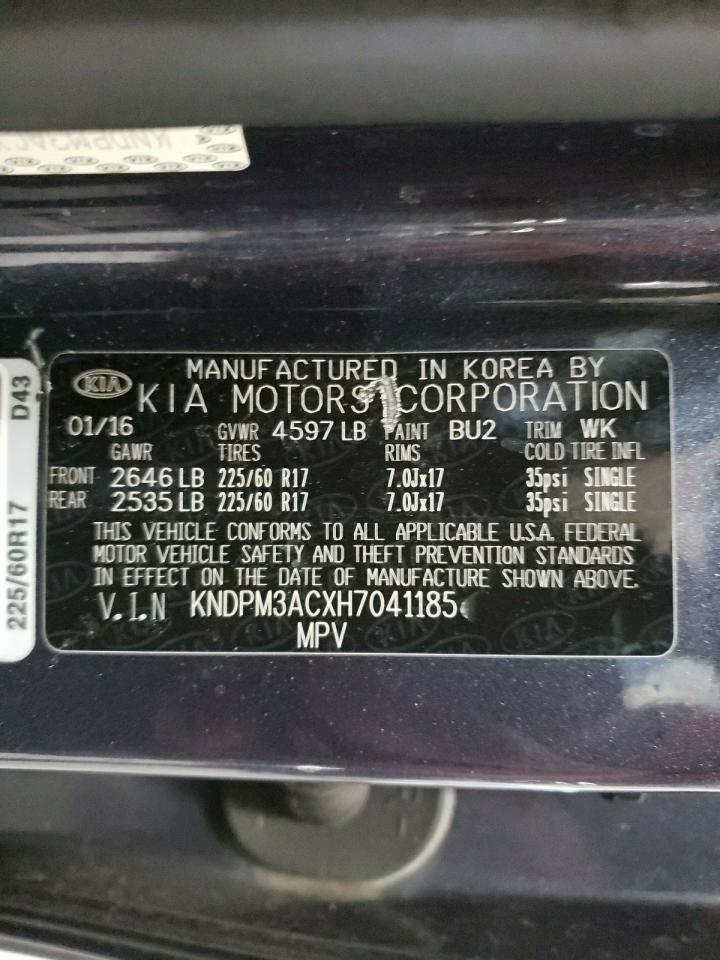 KIA
MANUFACTURED IN KOREA BY
KIA MOTORS CORPORATION
01/16 GVWR 4597 LB PAINT BU2 TRIM WK
GAWR TIRES RIMS COLD TIRE INFL
FRONT 2646 LB 225/60 R17 7.0Jx17 35psi SINGLE
REAR 2535 LB 225/60 R17 7.0Jx17 35psi SINGLE
THIS VEHICLE CONFORMS TO ALL APPLICABLE U.S.A. FEDERAL
MOTOR VEHICLE SAFETY AND THEFT PREVENTION STANDARDS
IN EFFECT ON THE DATE OF MANUFACTURE SHOWN ABOVE.
V.I.N KNDPM3ACXH7041185
MPV
225/60R17 D43